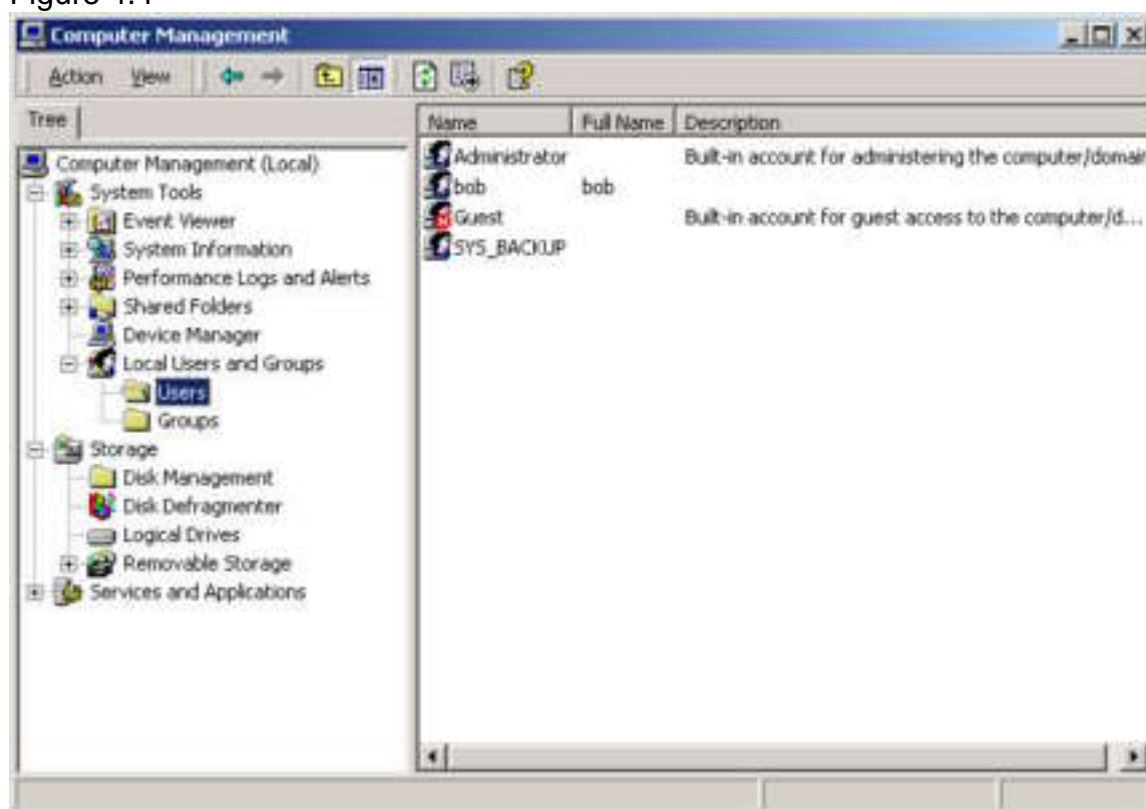 Computer Management
Action View
Tree
Name Full Name Description
Computer Management (Local)
System Tools
Event Viewer
System Information
Performance Logs and Alerts
Shared Folders
Device Manager
Local Users and Groups
Users
Groups
Storage
Disk Management
Disk Defragmenter
Logical Drives
Removable Storage
Services and Applications
Administrator Built-in account for administering the computer/domain
bob bob
Guest Built-in account for guest access to the computer/d...
SYS_BACKUP